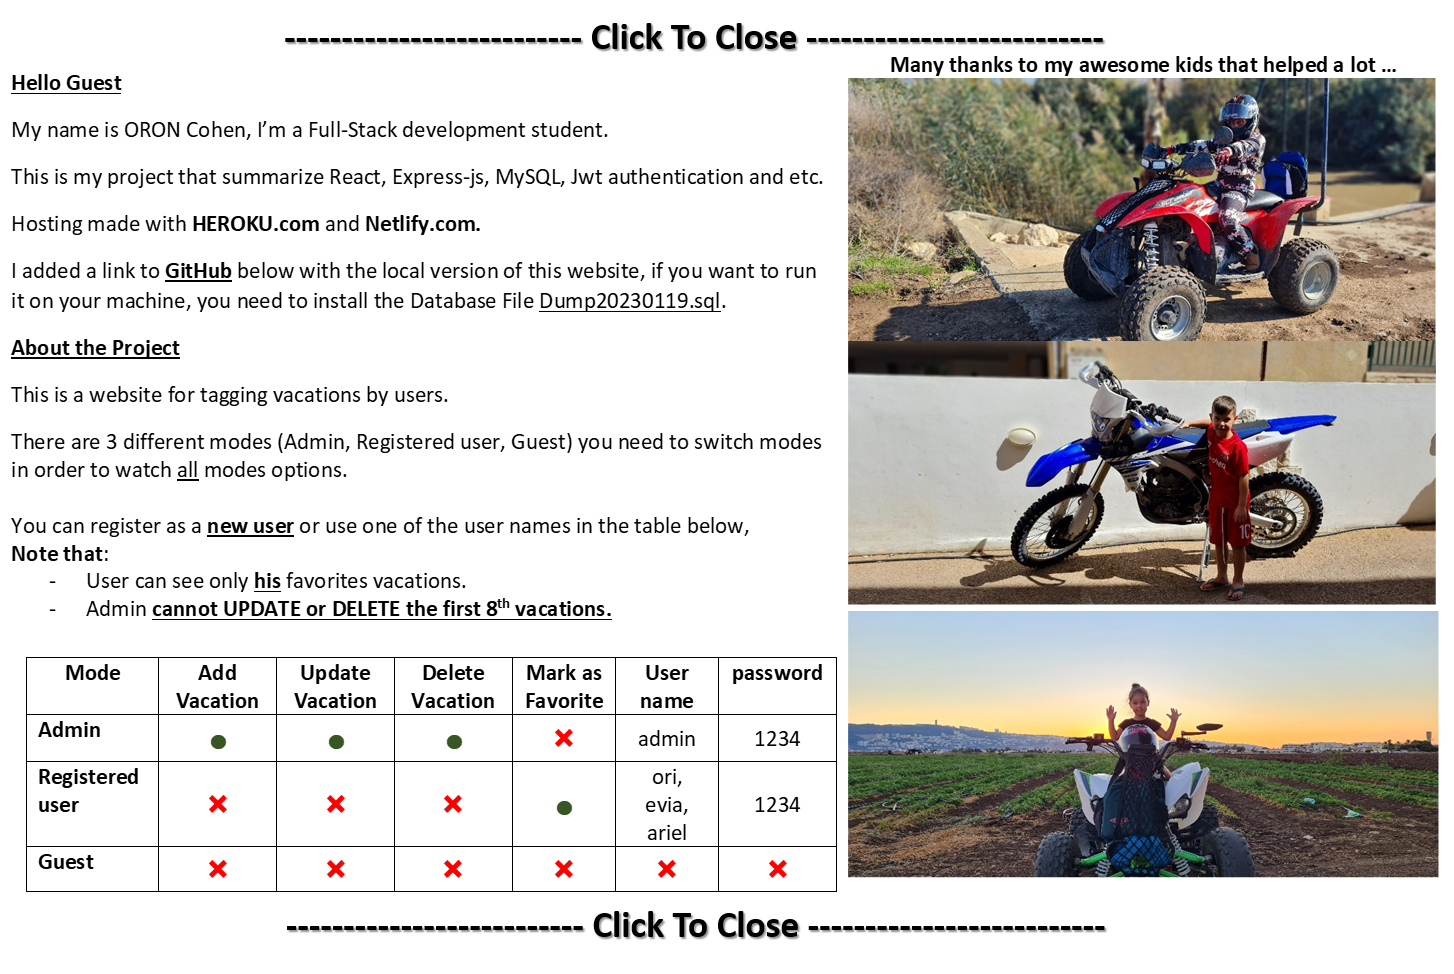 -------------------------- Click To Close --------------------------
Many thanks to my awesome kids that helped a lot ...
Hello Guest
My name is ORON Cohen, I’m a Full-Stack development student.
This is my project that summarize React, Express-js, MySQL, Jwt authentication and etc.
Hosting made with HEROKU.com and Netlify.com.
I added a link to GitHub below with the local version of this website, if you want to run
it on your machine, you need to install the Database File Dump20230119.sql.
About the Project
This is a website for tagging vacations by users.
There are 3 different modes (Admin, Registered user, Guest) you need to switch modes
in order to watch all modes options.
You can register as a new user or use one of the user names in the table below,
Note that:
- User can see only his favorites vacations.
- Admin cannot UPDATE or DELETE the first 8th vacations.
Mode Add Vacation Update Vacation Delete Vacation Mark as Favorite User name password
Admin ● ● ● ✖ admin 1234
Registered user ✖ ✖ ✖ ● ori, evia, ariel 1234
Guest ✖ ✖ ✖ ✖ ✖ ✖
-------------------------- Click To Close --------------------------